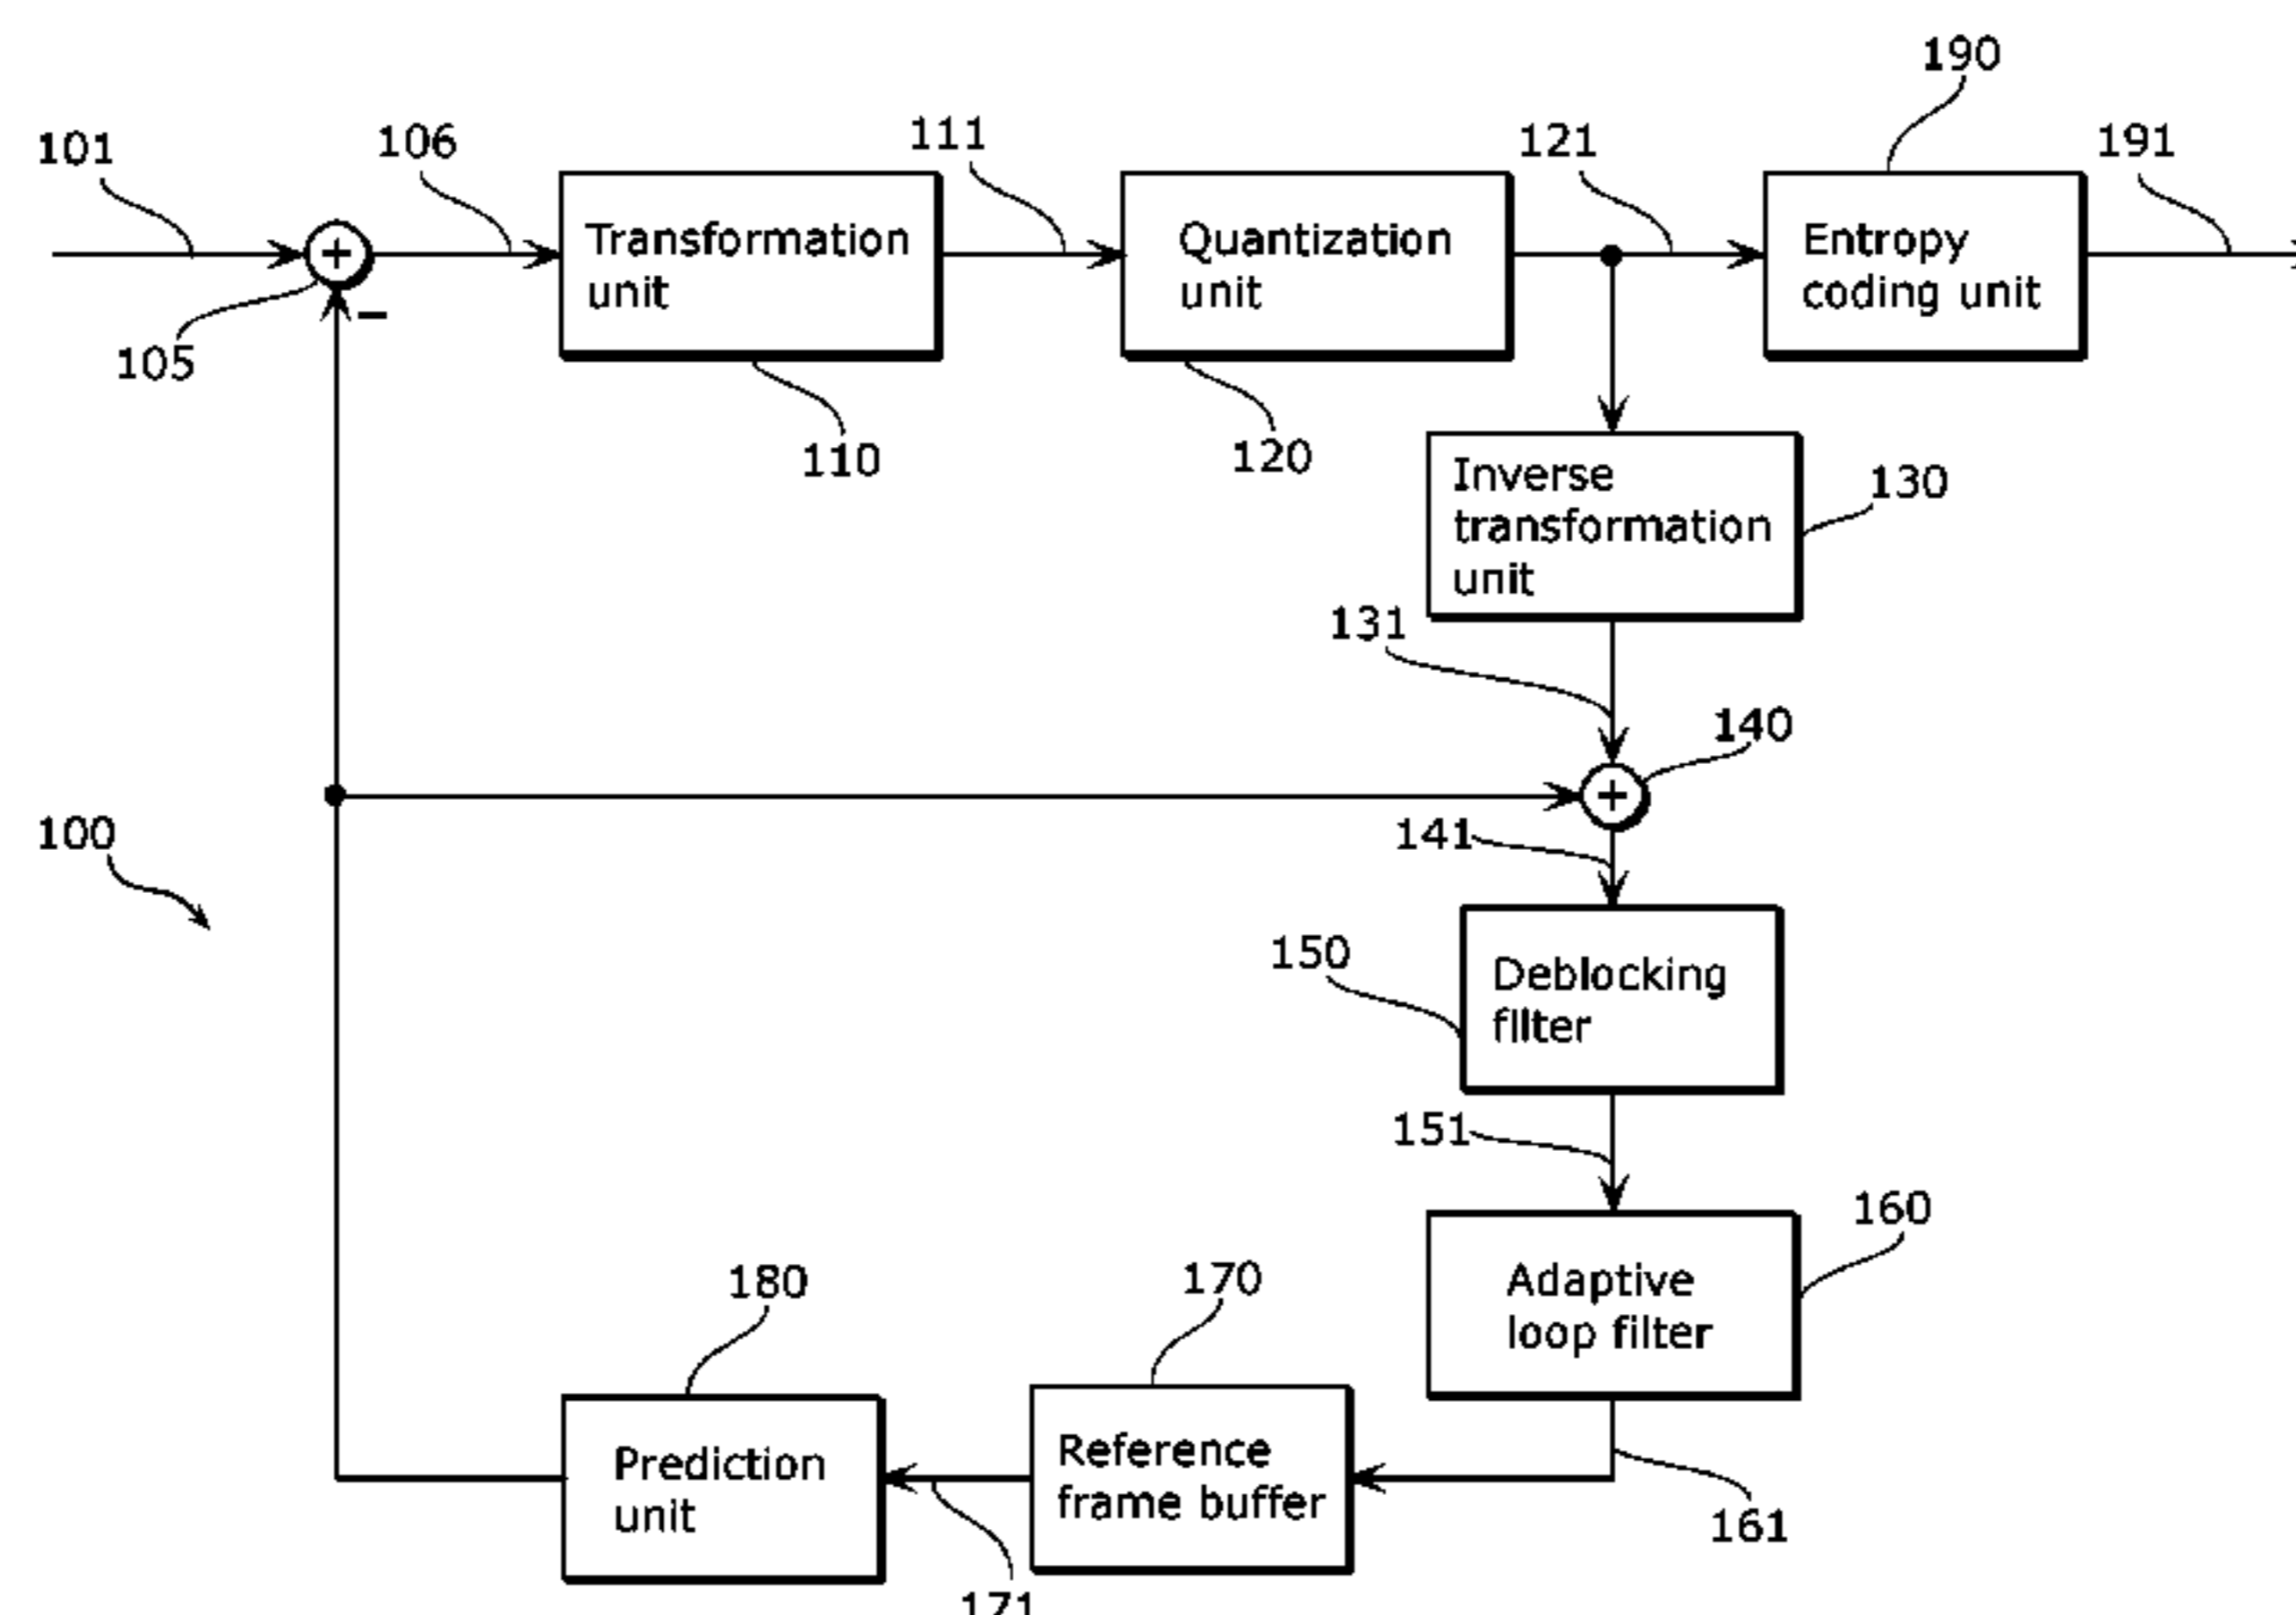 190
101
106
111
121
191
Transformation
unit
Quantization
unit
Entropy
coding unit
+
−
105
110
120
Inverse
transformation
unit
130
131
140
+
100
141
150
Deblocking
filter
151
160
Adaptive
loop filter
180
170
Prediction
unit
Reference
frame buffer
161
171